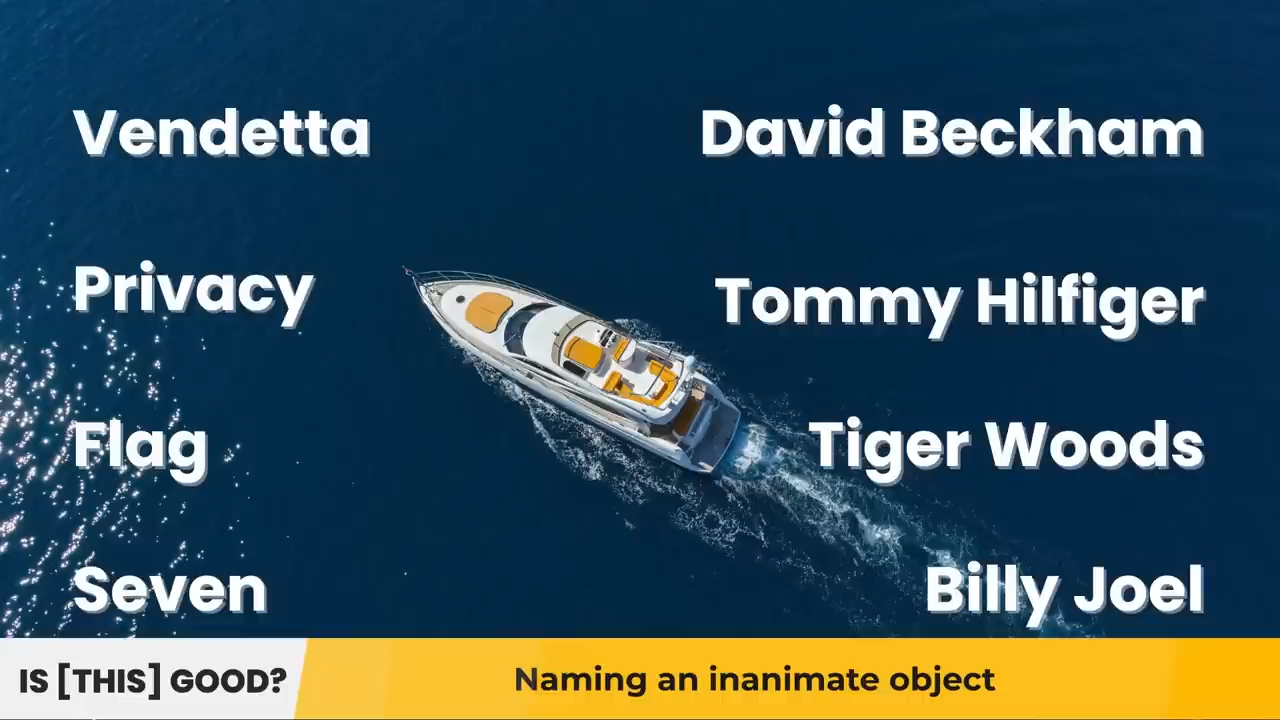 Vendetta
David Beckham
Privacy
Tommy Hilfiger
Flag
Tiger Woods
Seven
Billy Joel
IS [THIS] GOOD?
Naming an inanimate object